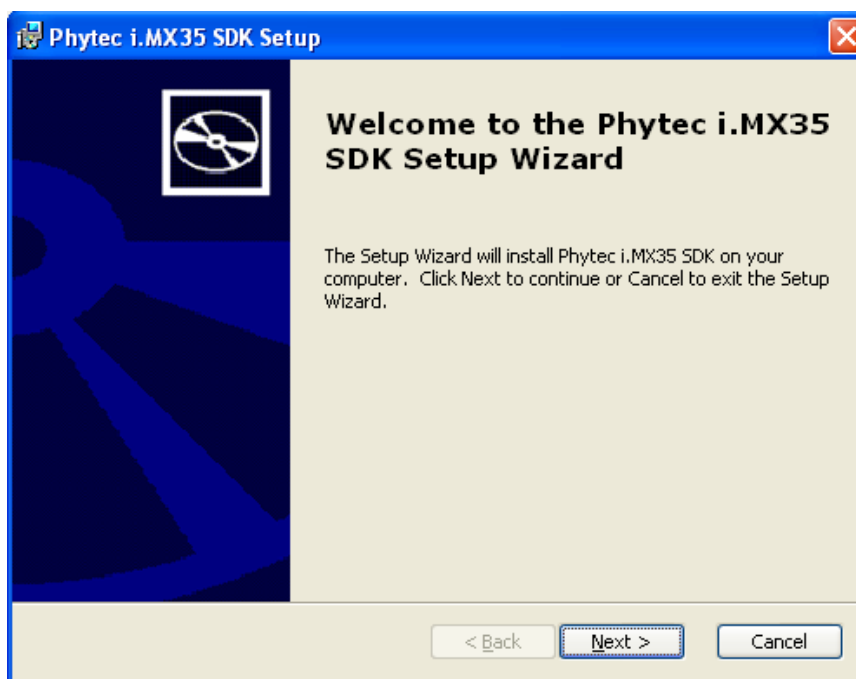 Phytec i.MX35 SDK Setup
Welcome to the Phytec i.MX35
SDK Setup Wizard
The Setup Wizard will install Phytec i.MX35 SDK on your
computer. Click Next to continue or Cancel to exit the Setup
Wizard.
< Back
Next >
Cancel